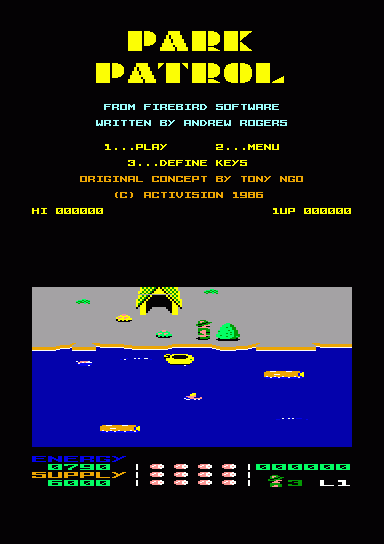 PARK
PATROL
FROM FIREBIRD SOFTWARE
WRITTEN BY ANDREW ROGERS
1...PLAY 2...MENU
3...DEFINE KEYS
ORIGINAL CONCEPT BY TONY NGO
(C) ACTIVISION 1986
HI 000000 1UP 000000
ENERGY
0790 000000
SUPPLY
6000 3 L1